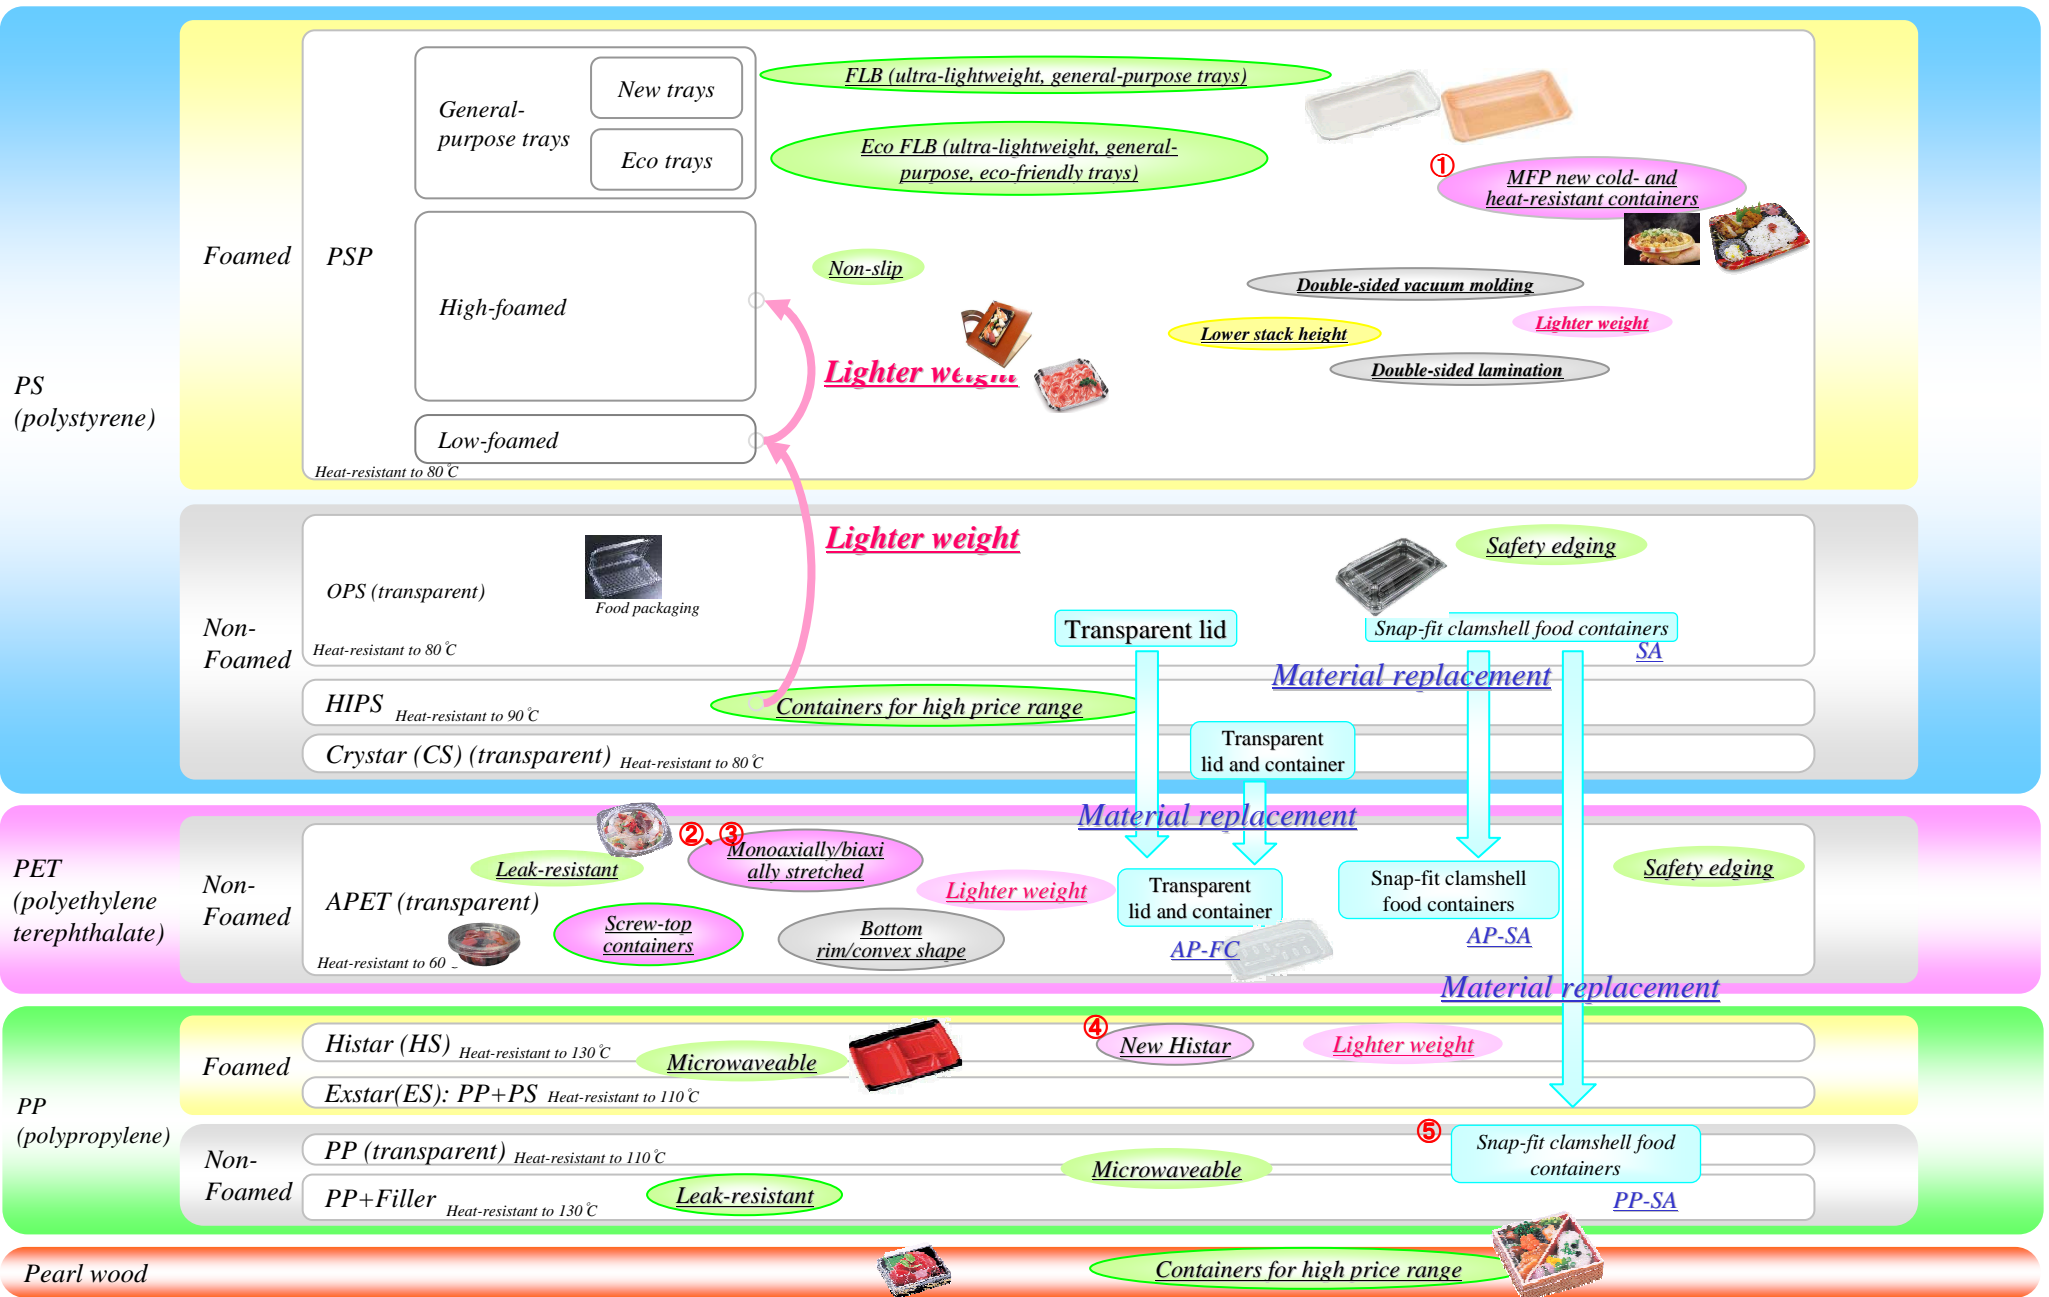 PS
(polystyrene)
Foamed
PSP
General-
purpose trays
New trays
Eco trays
High-foamed
Low-foamed
Heat-resistant to 80℃
FLB (ultra-lightweight, general-purpose trays)
Eco FLB (ultra-lightweight, general-
purpose, eco-friendly trays)
①
MFP new cold- and
heat-resistant containers
Non-slip
Double-sided vacuum molding
Lower stack height
Lighter weight
Double-sided lamination
Lighter weight
Non-
Foamed
OPS (transparent)
Food packaging
Heat-resistant to 80℃
Lighter weight
Safety edging
Transparent lid
Snap-fit clamshell food containers
SA
Material replacement
HIPS Heat-resistant to 90℃
Containers for high price range
Crystar (CS) (transparent) Heat-resistant to 80℃
Transparent
lid and container
Material replacement
PET
(polyethylene
terephthalate)
Non-
Foamed
APET (transparent)
Heat-resistant to 60
Leak-resistant
②、③
Monoaxially/biaxi
ally stretched
Screw-top
containers
Bottom
rim/convex shape
Lighter weight
Transparent
lid and container
AP-FC
Snap-fit clamshell
food containers
AP-SA
Safety edging
Material replacement
PP
(polypropylene)
Foamed
Histar (HS) Heat-resistant to 130℃
Microwaveable
④
New Histar
Lighter weight
Exstar(ES): PP+PS Heat-resistant to 110℃
Non-
Foamed
PP (transparent) Heat-resistant to 110℃
PP+Filler Heat-resistant to 130℃
Leak-resistant
Microwaveable
⑤
Snap-fit clamshell food
containers
PP-SA
Pearl wood
Containers for high price range